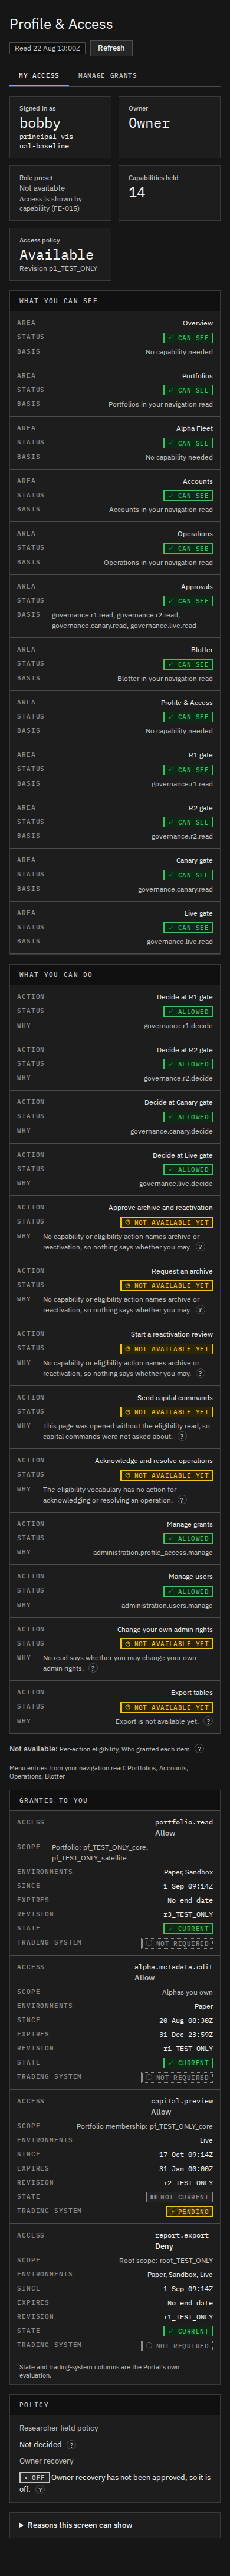 Profile & Access
Read 22 Aug 13:00Z
Refresh
MY ACCESS
MANAGE GRANTS
Signed in as
bobby
principal-vis
ual-baseline
Owner
Owner
Role preset
Not available
Access is shown by
capability (FE-015)
Capabilities held
14
Access policy
Available
Revision p1_TEST_ONLY
WHAT YOU CAN SEE
AREA Overview
STATUS ✓ CAN SEE
BASIS No capability needed
AREA Portfolios
STATUS ✓ CAN SEE
BASIS Portfolios in your navigation read
AREA Alpha Fleet
STATUS ✓ CAN SEE
BASIS No capability needed
AREA Accounts
STATUS ✓ CAN SEE
BASIS Accounts in your navigation read
AREA Operations
STATUS ✓ CAN SEE
BASIS Operations in your navigation read
AREA Approvals
STATUS ✓ CAN SEE
BASIS governance.r1.read, governance.r2.read,
governance.canary.read, governance.live.read
AREA Blotter
STATUS ✓ CAN SEE
BASIS Blotter in your navigation read
AREA Profile & Access
STATUS ✓ CAN SEE
BASIS No capability needed
AREA R1 gate
STATUS ✓ CAN SEE
BASIS governance.r1.read
AREA R2 gate
STATUS ✓ CAN SEE
BASIS governance.r2.read
AREA Canary gate
STATUS ✓ CAN SEE
BASIS governance.canary.read
AREA Live gate
STATUS ✓ CAN SEE
BASIS governance.live.read
WHAT YOU CAN DO
ACTION Decide at R1 gate
STATUS ✓ ALLOWED
WHY governance.r1.decide
ACTION Decide at R2 gate
STATUS ✓ ALLOWED
WHY governance.r2.decide
ACTION Decide at Canary gate
STATUS ✓ ALLOWED
WHY governance.canary.decide
ACTION Decide at Live gate
STATUS ✓ ALLOWED
WHY governance.live.decide
ACTION Approve archive and reactivation
STATUS NOT AVAILABLE YET
WHY No capability or eligibility action names archive or
reactivation, so nothing says whether you may. ?
ACTION Request an archive
STATUS NOT AVAILABLE YET
WHY No capability or eligibility action names archive or
reactivation, so nothing says whether you may. ?
ACTION Start a reactivation review
STATUS NOT AVAILABLE YET
WHY No capability or eligibility action names archive or
reactivation, so nothing says whether you may. ?
ACTION Send capital commands
STATUS NOT AVAILABLE YET
WHY This page was opened without the eligibility read, so
capital commands were not asked about. ?
ACTION Acknowledge and resolve operations
STATUS NOT AVAILABLE YET
WHY The eligibility vocabulary has no action for
acknowledging or resolving an operation. ?
ACTION Manage grants
STATUS ✓ ALLOWED
WHY administration.profile_access.manage
ACTION Manage users
STATUS ✓ ALLOWED
WHY administration.users.manage
ACTION Change your own admin rights
STATUS NOT AVAILABLE YET
WHY No read says whether you may change your own
admin rights. ?
ACTION Export tables
STATUS NOT AVAILABLE YET
WHY Export is not available yet. ?
Not available: Per-action eligibility, Who granted each item ?
Menu entries from your navigation read: Portfolios, Accounts,
Operations, Blotter
GRANTED TO YOU
ACCESS portfolio.read
Allow
SCOPE Portfolio: pf_TEST_ONLY_core,
pf_TEST_ONLY_satellite
ENVIRONMENTS Paper, Sandbox
SINCE 1 Sep 09:14Z
EXPIRES No end date
REVISION r3_TEST_ONLY
STATE ✓ CURRENT
TRADING SYSTEM NOT REQUIRED
ACCESS alpha.metadata.edit
Allow
SCOPE Alphas you own
ENVIRONMENTS Paper
SINCE 20 Aug 08:30Z
EXPIRES 31 Dec 23:59Z
REVISION r1_TEST_ONLY
STATE ✓ CURRENT
TRADING SYSTEM NOT REQUIRED
ACCESS capital.preview
Allow
SCOPE Portfolio membership: pf_TEST_ONLY_core
ENVIRONMENTS Live
SINCE 17 Oct 09:14Z
EXPIRES 31 Jan 00:00Z
REVISION r2_TEST_ONLY
STATE NOT CURRENT
TRADING SYSTEM PENDING
ACCESS report.export
Deny
SCOPE Root scope: root_TEST_ONLY
ENVIRONMENTS Paper, Sandbox, Live
SINCE 1 Sep 09:14Z
EXPIRES No end date
REVISION r1_TEST_ONLY
STATE ✓ CURRENT
TRADING SYSTEM NOT REQUIRED
State and trading-system columns are the Portal's own
evaluation.
POLICY
Researcher field policy
Not decided ?
Owner recovery
OFF Owner recovery has not been approved, so it is
off. ?
Reasons this screen can show